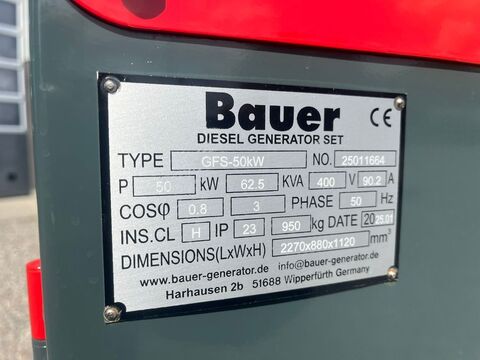 Bauer CE
DIESEL GENERATOR SET
TYPE GFS-50kW NO. 25011664
P 50 kW 62.5 KVA 400 V 90.2 A
COSφ 0.8 3 PHASE 50 Hz
INS.CL H IP 23 950 kg DATE 2025.01
DIMENSIONS(LxWxH) 2270x880x1120 mm³
www.bauer-generator.de info@bauer-generator.de
Harhausen 2b 51688 Wipperfürth Germany